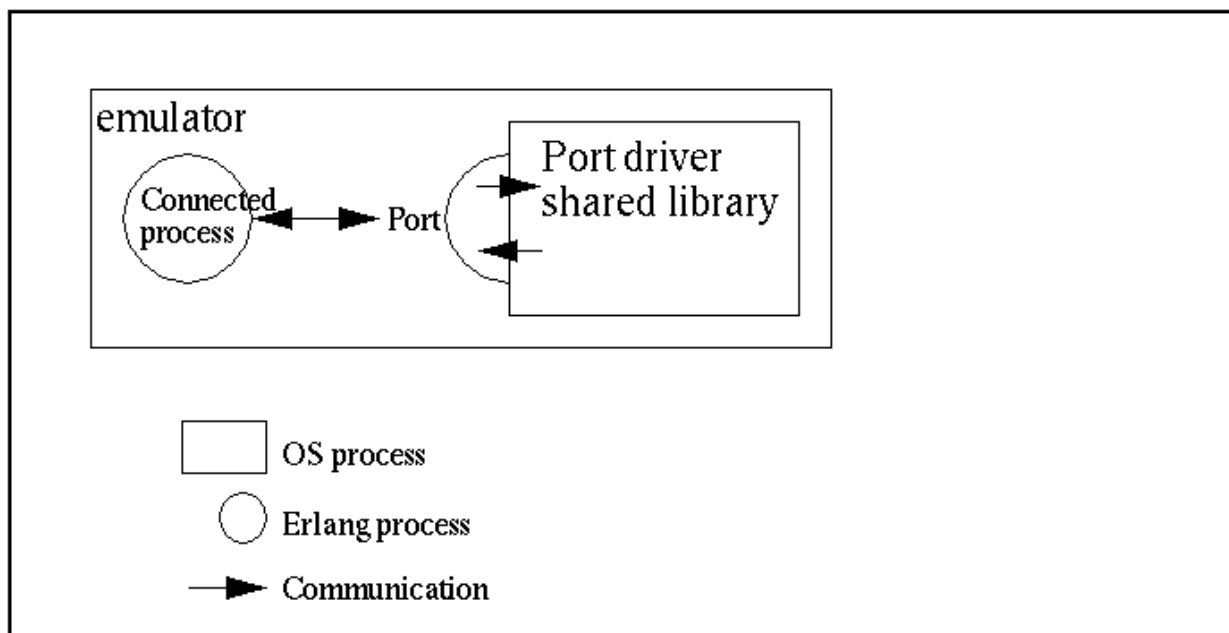 emulator
Port driver
shared library
Connected
process
Port
OS process
Erlang process
Communication